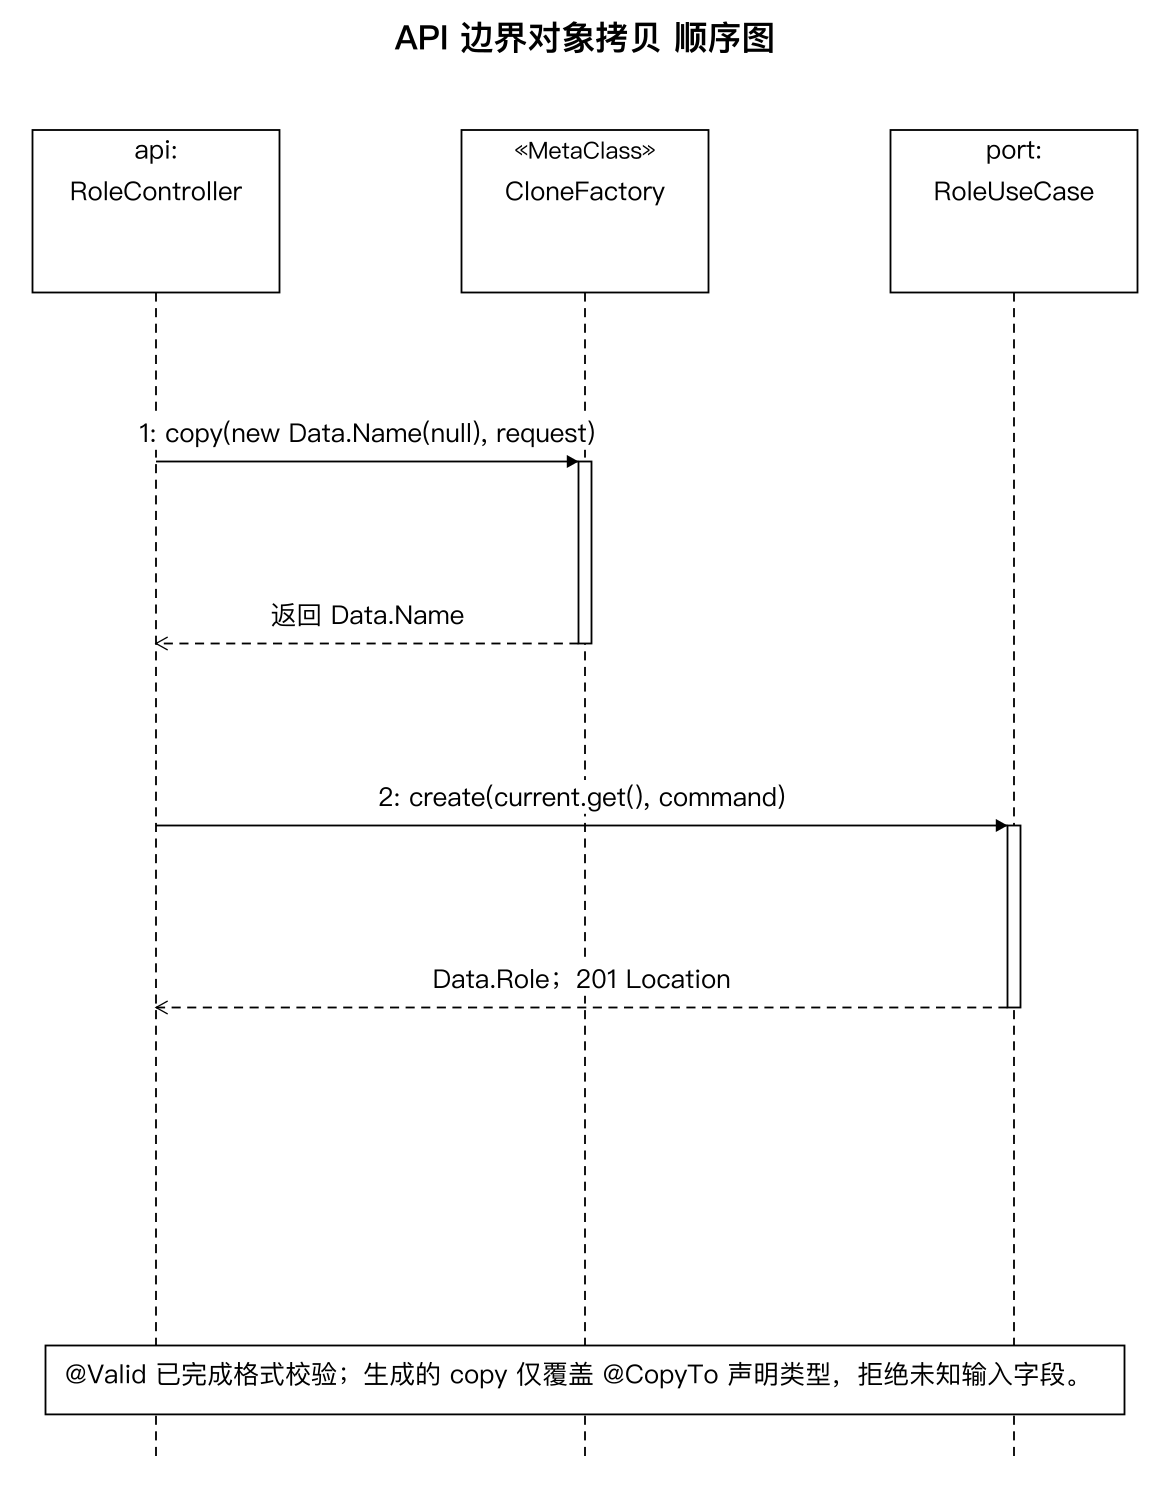 API 边界对象拷贝 顺序图
api:
RoleController
«MetaClass»
CloneFactory
port:
RoleUseCase
1: copy(new Data.Name(null), request)
返回 Data.Name
2: create(current.get(), command)
Data.Role；201 Location
@Valid 已完成格式校验；生成的 copy 仅覆盖 @CopyTo 声明类型，拒绝未知输入字段。